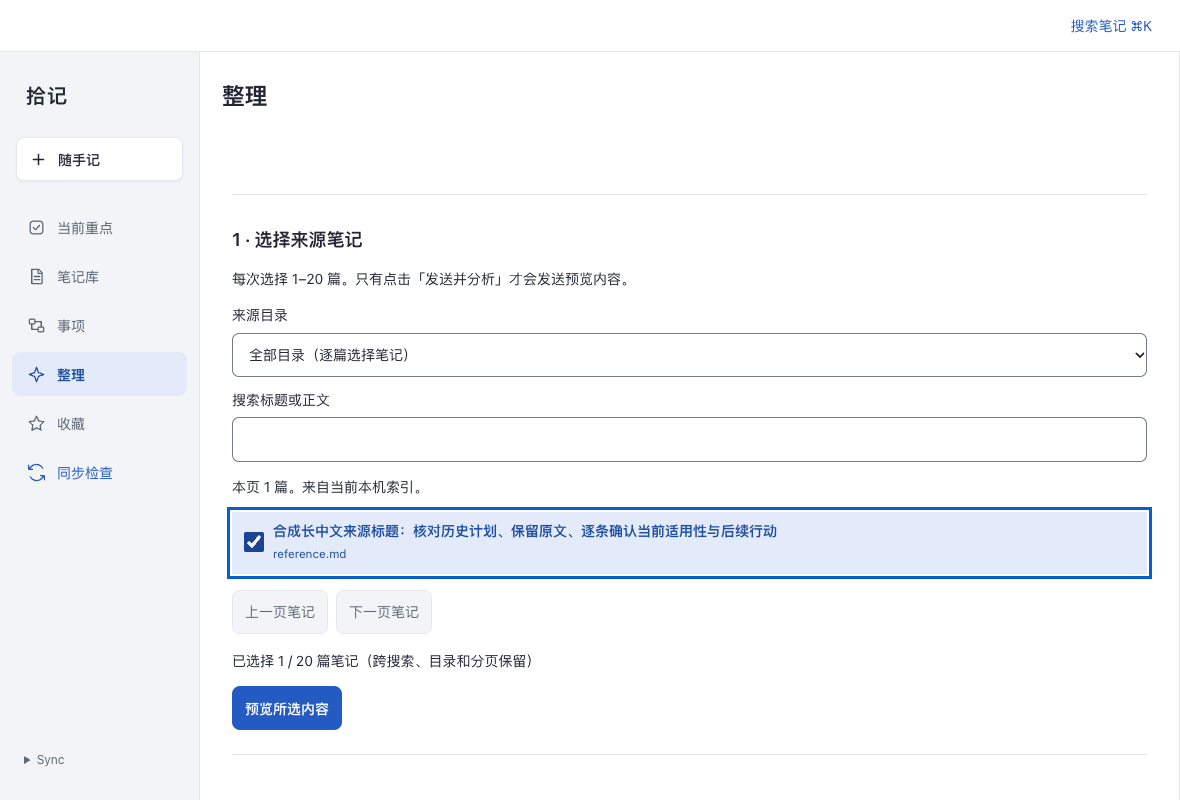 搜索笔记 ⌘K
拾记
随手记
当前重点
笔记库
事项
整理
收藏
同步检查
Sync
整理
1 · 选择来源笔记
每次选择 1–20 篇。只有点击「发送并分析」才会发送预览内容。
来源目录
全部目录（逐篇选择笔记）
搜索标题或正文
本页 1 篇。来自当前本机索引。
合成长中文来源标题：核对历史计划、保留原文、逐条确认当前适用性与后续行动
reference.md
上一页笔记 下一页笔记
已选择 1 / 20 篇笔记（跨搜索、目录和分页保留）
预览所选内容